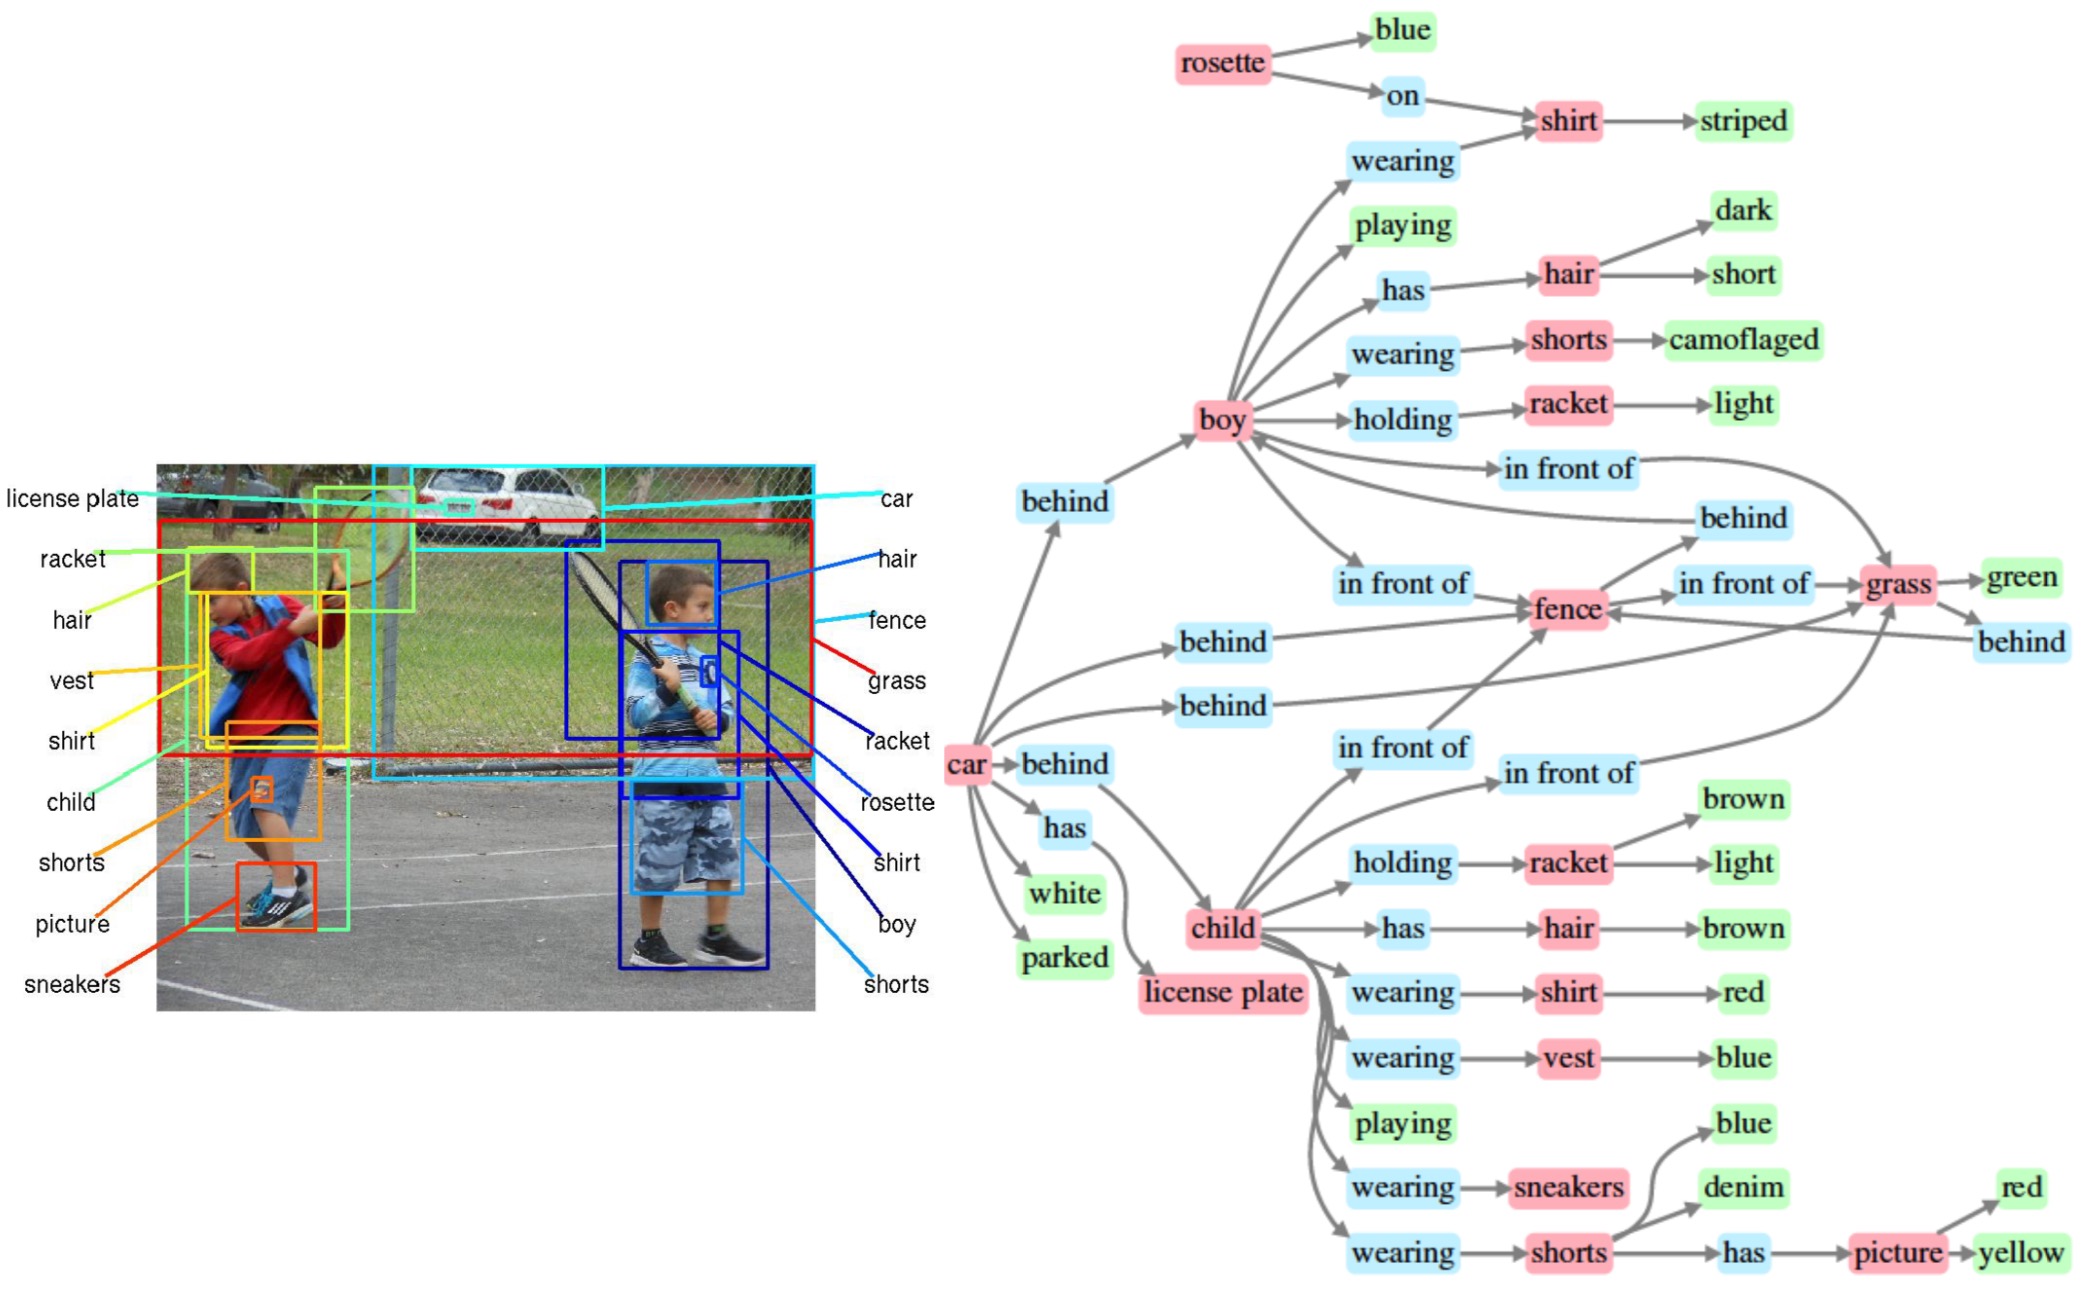 license plate
racket
hair
vest
shirt
child
shorts
picture
sneakers
car
hair
fence
grass
racket
rosette
shirt
boy
shorts
rosette
blue
on
shirt
striped
wearing
playing
dark
has
hair
short
wearing
shorts
camoflaged
boy
holding
racket
light
in front of
behind
behind
in front of
fence
in front of
grass
green
behind
behind
behind
car
behind
in front of
in front of
has
white
parked
license plate
child
holding
racket
brown
light
has
hair
brown
wearing
shirt
red
wearing
vest
blue
playing
wearing
sneakers
blue
denim
wearing
shorts
has
picture
red
yellow